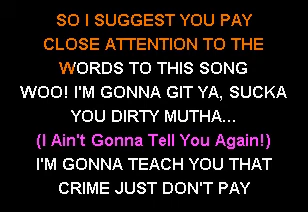 SO I SUGGEST YOU PAY
CLOSE ATTENTION TO THE
WORDS TO THIS SONG
WOO! I'M GONNA GIT YA, SUCKA
YOU DIRTY MUTHA...
(I Ain't Gonna Tell You Again!)
I'M GONNA TEACH YOU THAT
CRIME JUST DON'T PAY